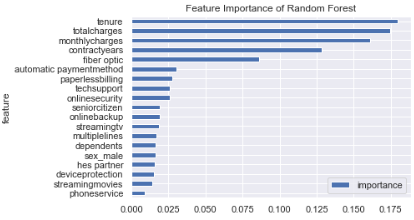 Feature Importance of Random Forest
feature
tenure
totalcharges
monthlycharges
contractyears
fiber optic
automatic paymentmethod
paperlessbilling
techsupport
onlinesecurity
seniorcitizen
onlinebackup
streamingtv
multiplelines
dependents
sex_male
hes partner
deviceprotection
streamingmovies
phoneservice
importance
0.000 0.025 0.050 0.075 0.100 0.125 0.150 0.175